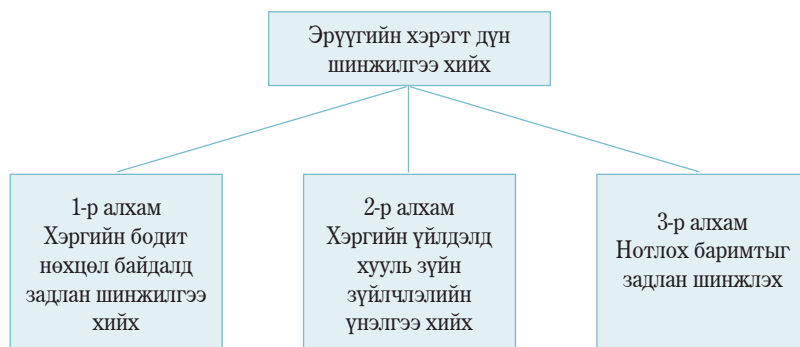 Эрүүгийн хэрэгт дүн
шинжилгээ хийх
1-р алхам
Хэргийн бодит
нөхцөл байдалд
задлан шинжилгээ
хийх
2-р алхам
Хэргийн үйлдэлд
хууль зүйн
зүйлчлэлийн
үнэлгээ хийх
3-р алхам
Нотлох баримтыг
задлан шинжлэх